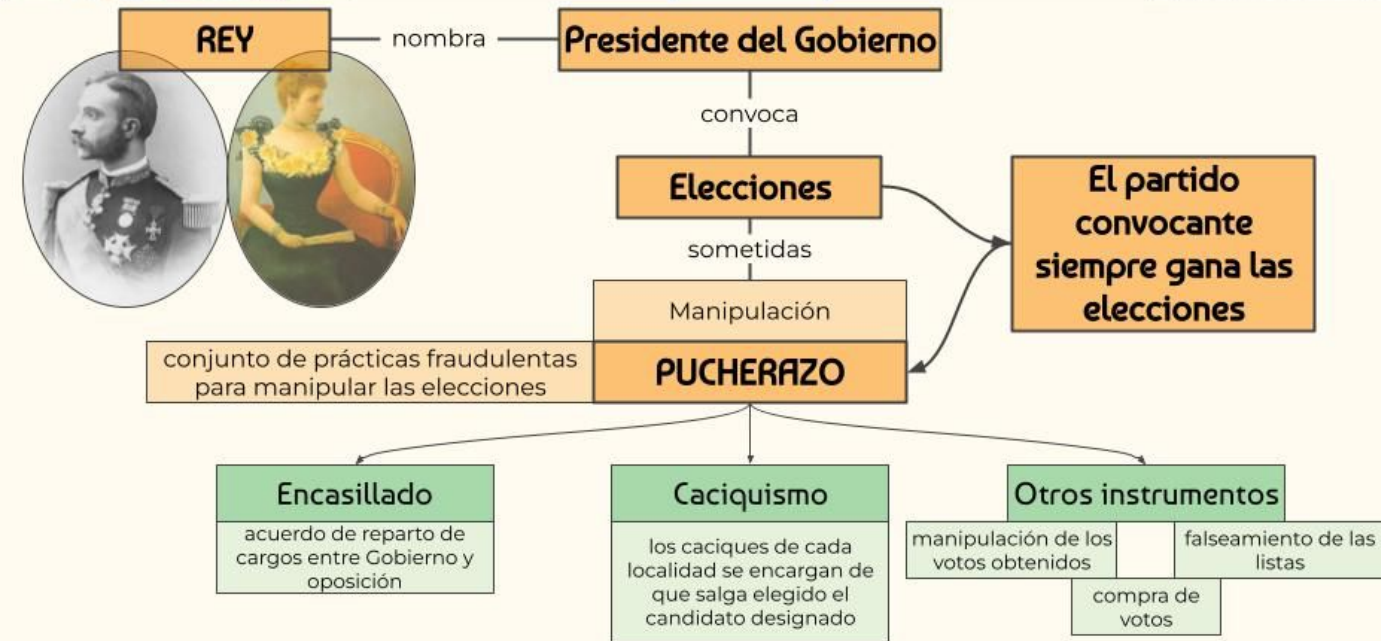 REY
nombra
Presidente del Gobierno
convoca
Elecciones
El partido
convocante
siempre gana las
elecciones
sometidas
Manipulación
conjunto de prácticas fraudulentas
para manipular las elecciones
PUCHERAZO
Encasillado
acuerdo de reparto de
cargos entre Gobierno y
oposición
Caciquismo
los caciques de cada
localidad se encargan de
que salga elegido el
candidato designado
Otros instrumentos
manipulación de los
votos obtenidos
falseamiento de las
listas
compra de
votos